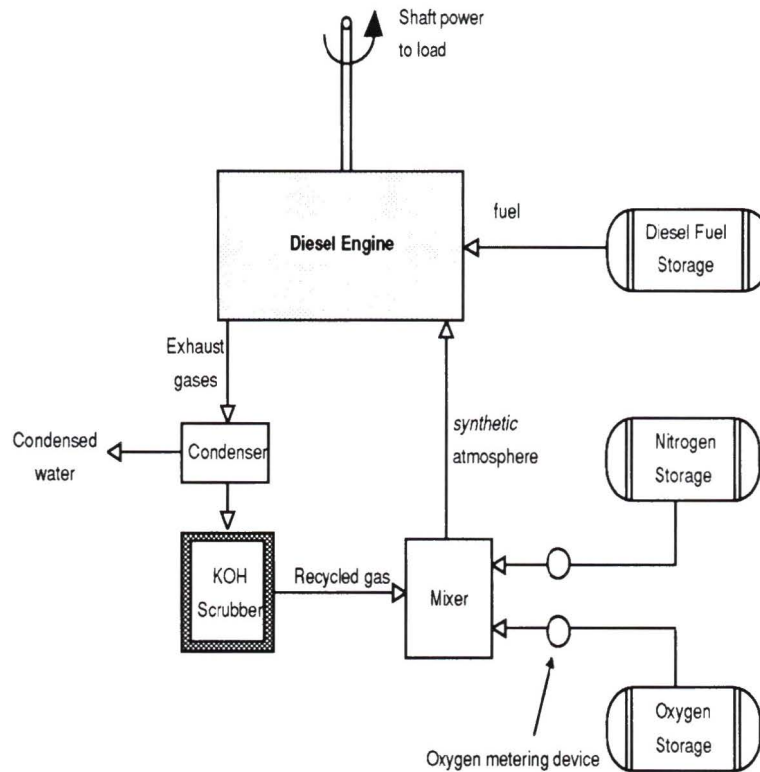 Shaft power
to load
fuel
Diesel Engine
Diesel Fuel
Storage
Exhaust
gases
Condensed
water
Condenser
synthetic
atmosphere
Nitrogen
Storage
KOH
Scrubber
Recycled gas
Mixer
Oxygen
Storage
Oxygen metering device